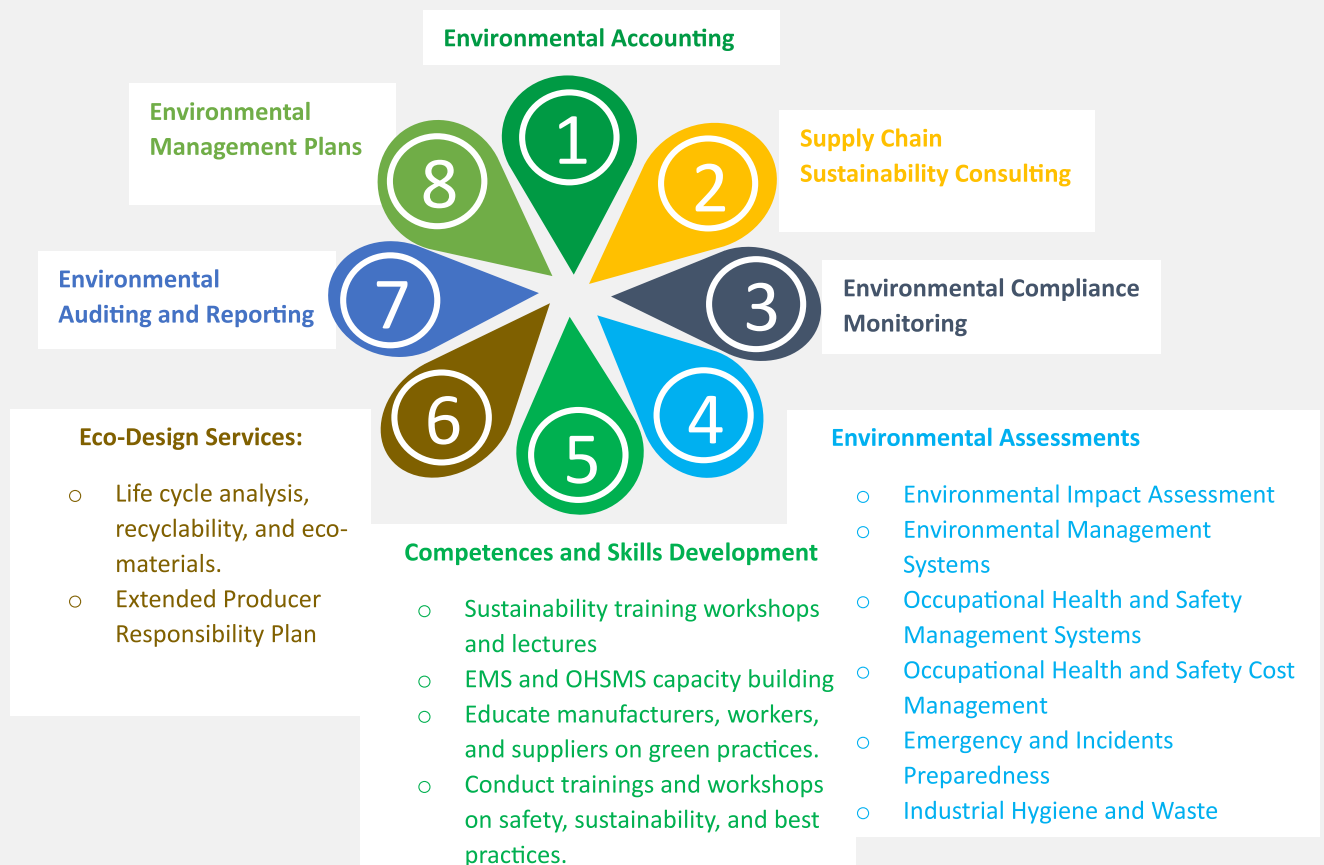 Environmental Accounting
1
Supply Chain
Sustainability Consulting
2
Environmental Compliance
Monitoring
3
Environmental Assessments
4
o Environmental Impact Assessment
o Environmental Management
Systems
o Occupational Health and Safety
Management Systems
o Occupational Health and Safety Cost
Management
o Emergency and Incidents
Preparedness
o Industrial Hygiene and Waste
5
Competences and Skills Development
o Sustainability training workshops
and lectures
o EMS and OHSMS capacity building
o Educate manufacturers, workers,
and suppliers on green practices.
o Conduct trainings and workshops
on safety, sustainability, and best
practices.
6
Eco-Design Services:
o Life cycle analysis,
recyclability, and eco-
materials.
o Extended Producer
Responsibility Plan
7
Environmental
Auditing and Reporting
8
Environmental
Management Plans